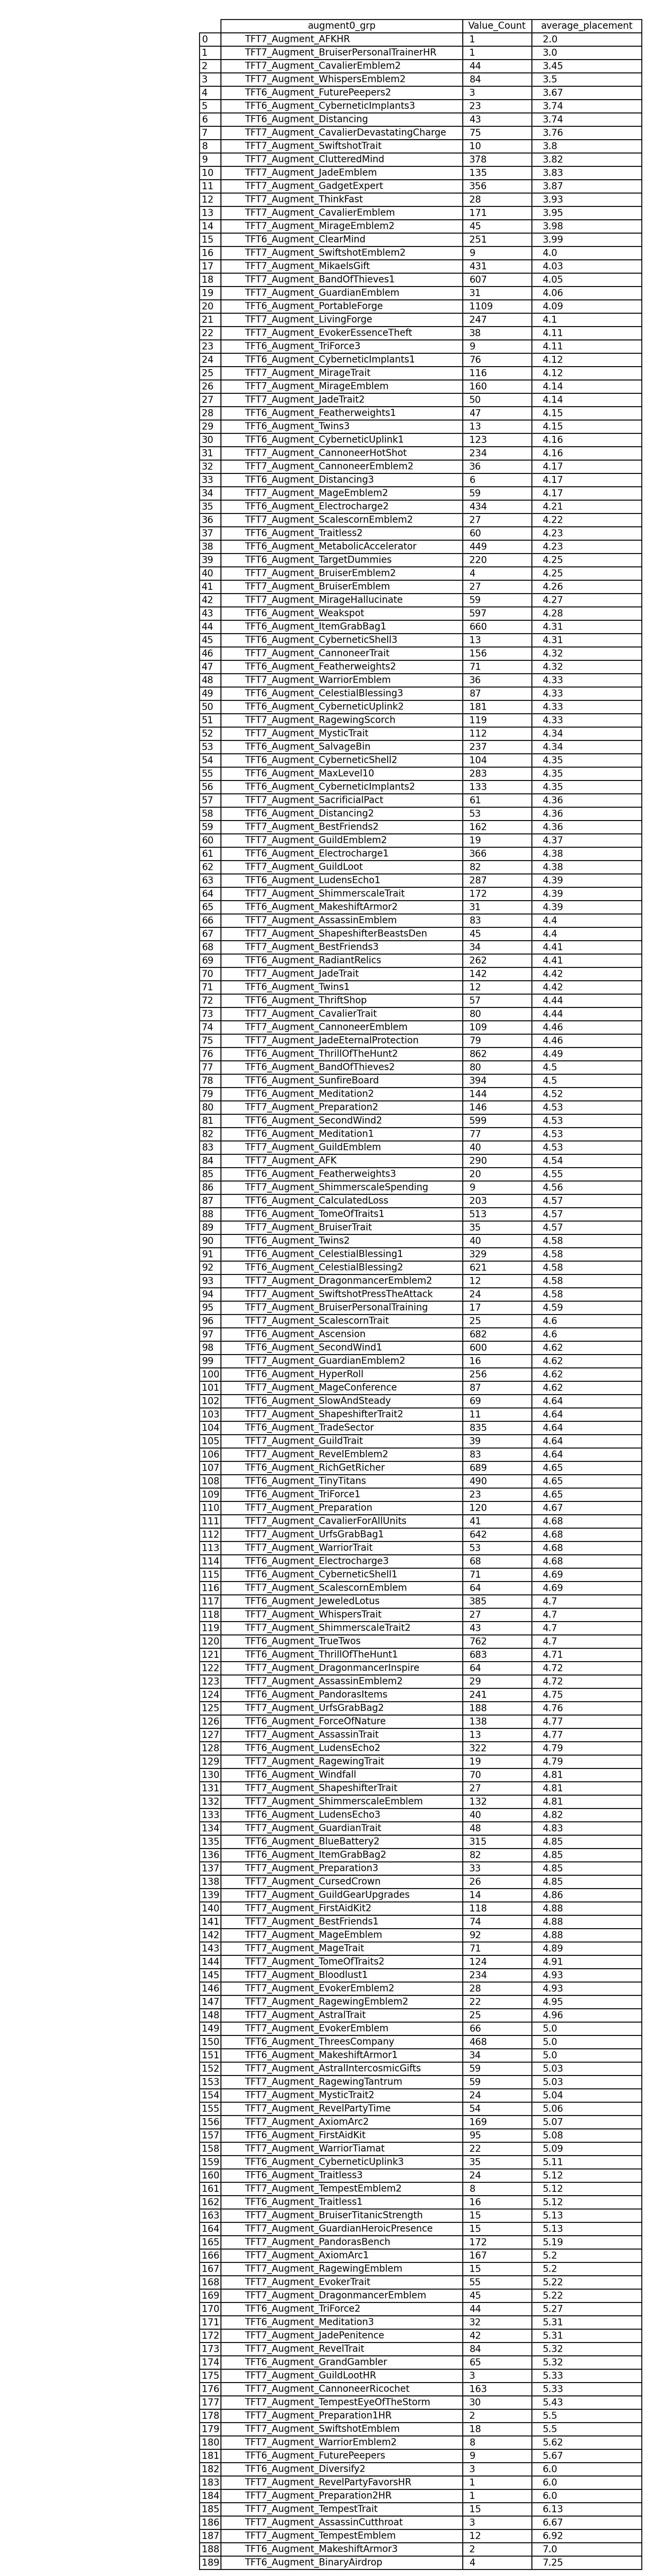 augment0_grp Value_Count average_placement
0 TFT7_Augment_AFKHR 1 2.0
1 TFT7_Augment_BruiserPersonalTrainerHR 1 3.0
2 TFT7_Augment_CavalierEmblem2 44 3.45
3 TFT7_Augment_WhispersEmblem2 84 3.5
4 TFT6_Augment_FuturePeepers2 3 3.67
5 TFT6_Augment_CyberneticImplants3 23 3.74
6 TFT6_Augment_Distancing 43 3.74
7 TFT7_Augment_CavalierDevastatingCharge 75 3.76
8 TFT7_Augment_SwiftshotTrait 10 3.8
9 TFT7_Augment_ClutteredMind 378 3.82
10 TFT7_Augment_JadeEmblem 135 3.83
11 TFT7_Augment_GadgetExpert 356 3.87
12 TFT7_Augment_ThinkFast 28 3.93
13 TFT7_Augment_CavalierEmblem 171 3.95
14 TFT7_Augment_MirageEmblem2 45 3.98
15 TFT6_Augment_ClearMind 251 3.99
16 TFT7_Augment_SwiftshotEmblem2 9 4.0
17 TFT7_Augment_MikaelsGift 431 4.03
18 TFT7_Augment_BandOfThieves1 607 4.05
19 TFT7_Augment_GuardianEmblem 31 4.06
20 TFT6_Augment_PortableForge 1109 4.09
21 TFT7_Augment_LivingForge 247 4.1
22 TFT7_Augment_EvokerEssenceTheft 38 4.11
23 TFT6_Augment_TriForce3 9 4.11
24 TFT6_Augment_CyberneticImplants1 76 4.12
25 TFT7_Augment_MirageTrait 116 4.12
26 TFT7_Augment_MirageEmblem 160 4.14
27 TFT7_Augment_JadeTrait2 50 4.14
28 TFT6_Augment_Featherweights1 47 4.15
29 TFT6_Augment_Twins3 13 4.15
30 TFT6_Augment_CyberneticUplink1 123 4.16
31 TFT7_Augment_CannoneerHotShot 234 4.16
32 TFT7_Augment_CannoneerEmblem2 36 4.17
33 TFT6_Augment_Distancing3 6 4.17
34 TFT7_Augment_MageEmblem2 59 4.17
35 TFT6_Augment_Electrocharge2 434 4.21
36 TFT7_Augment_ScalescornEmblem2 27 4.22
37 TFT6_Augment_Traitless2 60 4.23
38 TFT6_Augment_MetabolicAccelerator 449 4.23
39 TFT6_Augment_TargetDummies 220 4.25
40 TFT7_Augment_BruiserEmblem2 4 4.25
41 TFT7_Augment_BruiserEmblem 27 4.26
42 TFT7_Augment_MirageHallucinate 59 4.27
43 TFT6_Augment_Weakspot 597 4.28
44 TFT6_Augment_ItemGrabBag1 660 4.31
45 TFT6_Augment_CyberneticShell3 13 4.31
46 TFT7_Augment_CannoneerTrait 156 4.32
47 TFT6_Augment_Featherweights2 71 4.32
48 TFT7_Augment_WarriorEmblem 36 4.33
49 TFT6_Augment_CelestialBlessing3 87 4.33
50 TFT6_Augment_CyberneticUplink2 181 4.33
51 TFT7_Augment_RagewingScorch 119 4.33
52 TFT7_Augment_MysticTrait 112 4.34
53 TFT6_Augment_SalvageBin 237 4.34
54 TFT6_Augment_CyberneticShell2 104 4.35
55 TFT6_Augment_MaxLevel10 283 4.35
56 TFT6_Augment_CyberneticImplants2 133 4.35
57 TFT7_Augment_SacrificialPact 61 4.36
58 TFT6_Augment_Distancing2 53 4.36
59 TFT7_Augment_BestFriends2 162 4.36
60 TFT7_Augment_GuildEmblem2 19 4.37
61 TFT6_Augment_Electrocharge1 366 4.38
62 TFT7_Augment_GuildLoot 82 4.38
63 TFT6_Augment_LudensEcho1 287 4.39
64 TFT7_Augment_ShimmerscaleTrait 172 4.39
65 TFT6_Augment_MakeshiftArmor2 31 4.39
66 TFT7_Augment_AssassinEmblem 83 4.4
67 TFT7_Augment_ShapeshifterBeastsDen 45 4.4
68 TFT7_Augment_BestFriends3 34 4.41
69 TFT6_Augment_RadiantRelics 262 4.41
70 TFT7_Augment_JadeTrait 142 4.42
71 TFT6_Augment_Twins1 12 4.42
72 TFT6_Augment_ThriftShop 57 4.44
73 TFT7_Augment_CavalierTrait 80 4.44
74 TFT7_Augment_CannoneerEmblem 109 4.46
75 TFT7_Augment_JadeEternalProtection 79 4.46
76 TFT6_Augment_ThrillOfTheHunt2 862 4.49
77 TFT6_Augment_BandOfThieves2 80 4.5
78 TFT6_Augment_SunfireBoard 394 4.5
79 TFT6_Augment_Meditation2 144 4.52
80 TFT7_Augment_Preparation2 146 4.53
81 TFT6_Augment_SecondWind2 599 4.53
82 TFT6_Augment_Meditation1 77 4.53
83 TFT7_Augment_GuildEmblem 40 4.53
84 TFT7_Augment_AFK 290 4.54
85 TFT6_Augment_Featherweights3 20 4.55
86 TFT7_Augment_ShimmerscaleSpending 9 4.56
87 TFT6_Augment_CalculatedLoss 203 4.57
88 TFT6_Augment_TomeOfTraits1 513 4.57
89 TFT7_Augment_BruiserTrait 35 4.57
90 TFT6_Augment_Twins2 40 4.58
91 TFT6_Augment_CelestialBlessing1 329 4.58
92 TFT6_Augment_CelestialBlessing2 621 4.58
93 TFT7_Augment_DragonmancerEmblem2 12 4.58
94 TFT7_Augment_SwiftshotPressTheAttack 24 4.58
95 TFT7_Augment_BruiserPersonalTraining 17 4.59
96 TFT7_Augment_ScalescornTrait 25 4.6
97 TFT6_Augment_Ascension 682 4.6
98 TFT6_Augment_SecondWind1 600 4.62
99 TFT7_Augment_GuardianEmblem2 16 4.62
100 TFT6_Augment_HyperRoll 256 4.62
101 TFT7_Augment_MageConference 87 4.62
102 TFT6_Augment_SlowAndSteady 69 4.64
103 TFT7_Augment_ShapeshifterTrait2 11 4.64
104 TFT6_Augment_TradeSector 835 4.64
105 TFT7_Augment_GuildTrait 39 4.64
106 TFT7_Augment_RevelEmblem2 83 4.64
107 TFT6_Augment_RichGetRicher 689 4.65
108 TFT6_Augment_TinyTitans 490 4.65
109 TFT6_Augment_TriForce1 23 4.65
110 TFT7_Augment_Preparation 120 4.67
111 TFT7_Augment_CavalierForAllUnits 41 4.68
112 TFT7_Augment_UrfsGrabBag1 642 4.68
113 TFT7_Augment_WarriorTrait 53 4.68
114 TFT6_Augment_Electrocharge3 68 4.68
115 TFT6_Augment_CyberneticShell1 71 4.69
116 TFT7_Augment_ScalescornEmblem 64 4.69
117 TFT6_Augment_JeweledLotus 385 4.7
118 TFT7_Augment_WhispersTrait 27 4.7
119 TFT7_Augment_ShimmerscaleTrait2 43 4.7
120 TFT6_Augment_TrueTwos 762 4.7
121 TFT6_Augment_ThrillOfTheHunt1 683 4.71
122 TFT7_Augment_DragonmancerInspire 64 4.72
123 TFT7_Augment_AssassinEmblem2 29 4.72
124 TFT6_Augment_PandorasItems 241 4.75
125 TFT7_Augment_UrfsGrabBag2 188 4.76
126 TFT6_Augment_ForceOfNature 138 4.77
127 TFT7_Augment_AssassinTrait 13 4.77
128 TFT6_Augment_LudensEcho2 322 4.79
129 TFT7_Augment_RagewingTrait 19 4.79
130 TFT6_Augment_Windfall 70 4.81
131 TFT7_Augment_ShapeshifterTrait 27 4.81
132 TFT7_Augment_ShimmerscaleEmblem 132 4.81
133 TFT6_Augment_LudensEcho3 40 4.82
134 TFT7_Augment_GuardianTrait 48 4.83
135 TFT6_Augment_BlueBattery2 315 4.85
136 TFT6_Augment_ItemGrabBag2 82 4.85
137 TFT7_Augment_Preparation3 33 4.85
138 TFT7_Augment_CursedCrown 26 4.85
139 TFT7_Augment_GuildGearUpgrades 14 4.86
140 TFT7_Augment_FirstAidKit2 118 4.88
141 TFT7_Augment_BestFriends1 74 4.88
142 TFT7_Augment_MageEmblem 92 4.88
143 TFT7_Augment_MageTrait 71 4.89
144 TFT6_Augment_TomeOfTraits2 124 4.91
145 TFT7_Augment_Bloodlust1 234 4.93
146 TFT7_Augment_EvokerEmblem2 28 4.93
147 TFT7_Augment_RagewingEmblem2 22 4.95
148 TFT7_Augment_AstralTrait 25 4.96
149 TFT7_Augment_EvokerEmblem 66 5.0
150 TFT6_Augment_ThreesCompany 468 5.0
151 TFT6_Augment_MakeshiftArmor1 34 5.0
152 TFT7_Augment_AstralIntercosmicGifts 59 5.03
153 TFT7_Augment_RagewingTantrum 59 5.03
154 TFT7_Augment_MysticTrait2 24 5.04
155 TFT7_Augment_RevelPartyTime 54 5.06
156 TFT7_Augment_AxiomArc2 169 5.07
157 TFT6_Augment_FirstAidKit 95 5.08
158 TFT7_Augment_WarriorTiamat 22 5.09
159 TFT6_Augment_CyberneticUplink3 35 5.11
160 TFT6_Augment_Traitless3 24 5.12
161 TFT7_Augment_TempestEmblem2 8 5.12
162 TFT6_Augment_Traitless1 16 5.12
163 TFT7_Augment_BruiserTitanicStrength 15 5.13
164 TFT7_Augment_GuardianHeroicPresence 15 5.13
165 TFT7_Augment_PandorasBench 172 5.19
166 TFT7_Augment_AxiomArc1 167 5.2
167 TFT7_Augment_RagewingEmblem 15 5.2
168 TFT7_Augment_EvokerTrait 55 5.22
169 TFT7_Augment_DragonmancerEmblem 45 5.22
170 TFT6_Augment_TriForce2 44 5.27
171 TFT6_Augment_Meditation3 32 5.31
172 TFT7_Augment_JadePenitence 42 5.31
173 TFT7_Augment_RevelTrait 84 5.32
174 TFT6_Augment_GrandGambler 65 5.32
175 TFT7_Augment_GuildLootHR 3 5.33
176 TFT7_Augment_CannoneerRicochet 163 5.33
177 TFT7_Augment_TempestEyeOfTheStorm 30 5.43
178 TFT7_Augment_Preparation1HR 2 5.5
179 TFT7_Augment_SwiftshotEmblem 18 5.5
180 TFT7_Augment_WarriorEmblem2 8 5.62
181 TFT6_Augment_FuturePeepers 9 5.67
182 TFT6_Augment_Diversify2 3 6.0
183 TFT7_Augment_RevelPartyFavorsHR 1 6.0
184 TFT7_Augment_Preparation2HR 1 6.0
185 TFT7_Augment_TempestTrait 15 6.13
186 TFT7_Augment_AssassinCutthroat 3 6.67
187 TFT7_Augment_TempestEmblem 12 6.92
188 TFT6_Augment_MakeshiftArmor3 2 7.0
189 TFT6_Augment_BinaryAirdrop 4 7.25